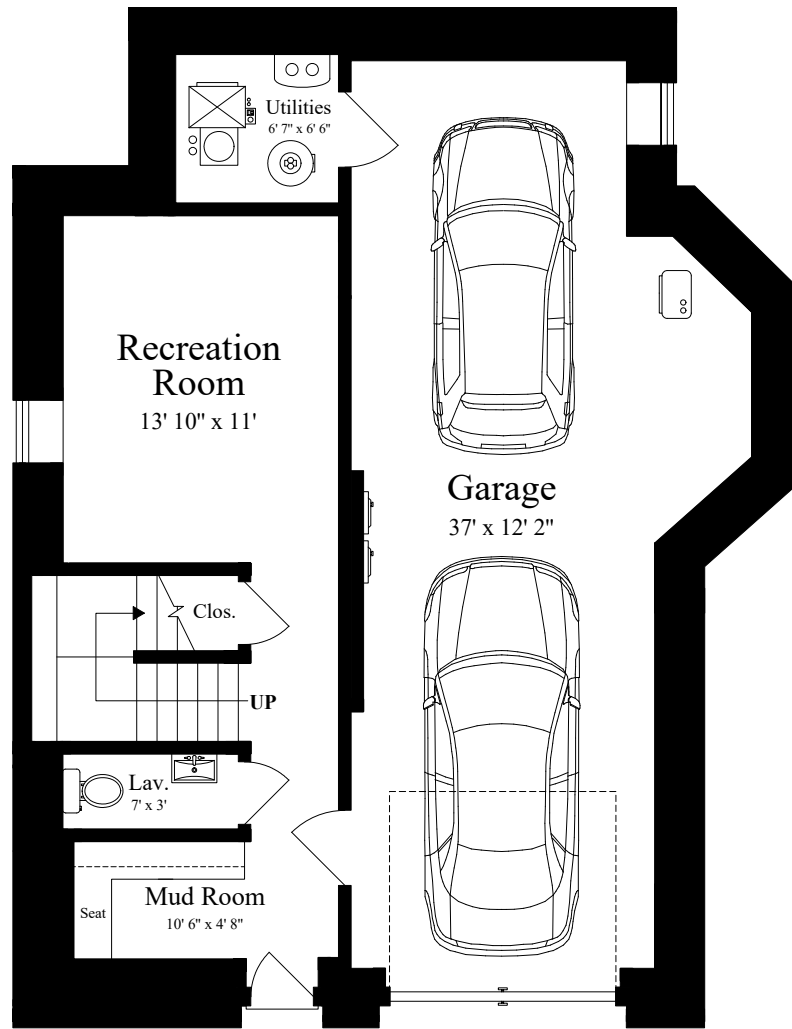 Utilities
6' 7" x 6' 6"
Recreation
Room
13' 10" x 11'
Garage
37' x 12' 2"
Clos.
UP
Lav.
7' x 3'
Mud Room
Seat
10' 6" x 4' 8"